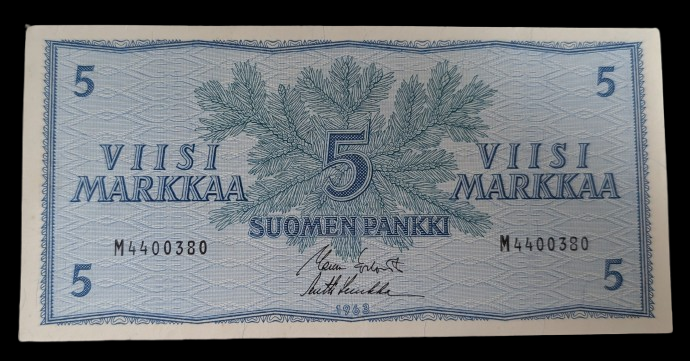 5 5
VIISI MARKKAA
5
VIISI MARKKAA
SUOMEN PANKKI
M4400380 M4400380
5 5
1963